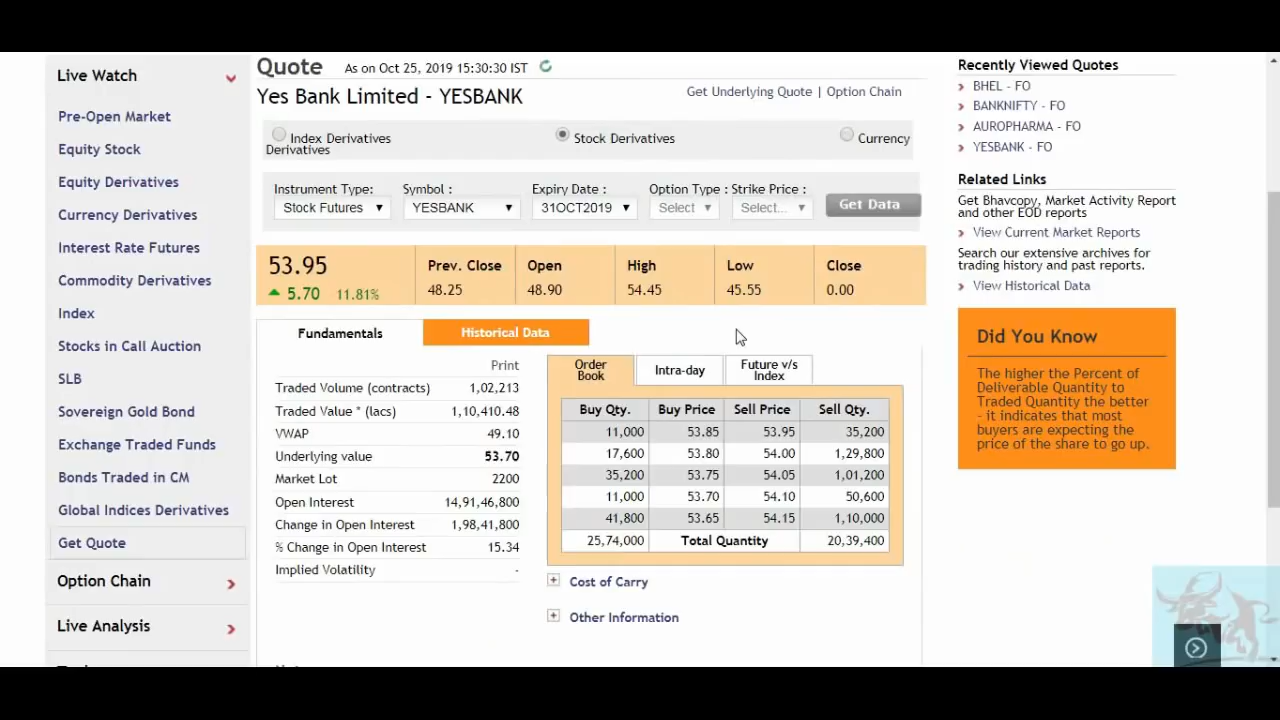 Live Watch
Pre-Open Market
Equity Stock
Equity Derivatives
Currency Derivatives
Interest Rate Futures
Commodity Derivatives
Index
Stocks in Call Auction
SLB
Sovereign Gold Bond
Exchange Traded Funds
Bonds Traded in CM
Global Indices Derivatives
Get Quote
Option Chain
Live Analysis
Quote As on Oct 25, 2019 15:30:30 IST
Yes Bank Limited - YESBANK
Get Underlying Quote | Option Chain
Index Derivatives Stock Derivatives Currency
Derivatives
Instrument Type: Symbol : Expiry Date : Option Type : Strike Price :
Stock Futures YESBANK 31OCT2019 Select Select... Get Data
53.95 Prev. Close Open High Low Close
5.70 11.81% 48.25 48.90 54.45 45.55 0.00
Fundamentals Historical Data
Print
Traded Volume (contracts) 1,02,213
Traded Value * (lacs) 1,10,410.48
VWAP 49.10
Underlying value 53.70
Market Lot 2200
Open Interest 14,91,46,800
Change in Open Interest 1,98,41,800
% Change in Open Interest 15.34
Implied Volatility -
Order Book Intra-day Future v/s Index
Buy Qty. Buy Price Sell Price Sell Qty.
11,000 53.85 53.95 35,200
17,600 53.80 54.00 1,29,800
35,200 53.75 54.05 1,01,200
11,000 53.70 54.10 50,600
41,800 53.65 54.15 1,10,000
25,74,000 Total Quantity 20,39,400
Cost of Carry
Other Information
Recently Viewed Quotes
BHEL - FO
BANKNIFTY - FO
AUROPHARMA - FO
YESBANK - FO
Related Links
Get Bhavcopy, Market Activity Report
and other EOD reports
View Current Market Reports
Search our extensive archives for
trading history and past reports.
View Historical Data
Did You Know
The higher the Percent of
Deliverable Quantity to
Traded Quantity the better
- it indicates that most
buyers are expecting the
price of the share to go up.